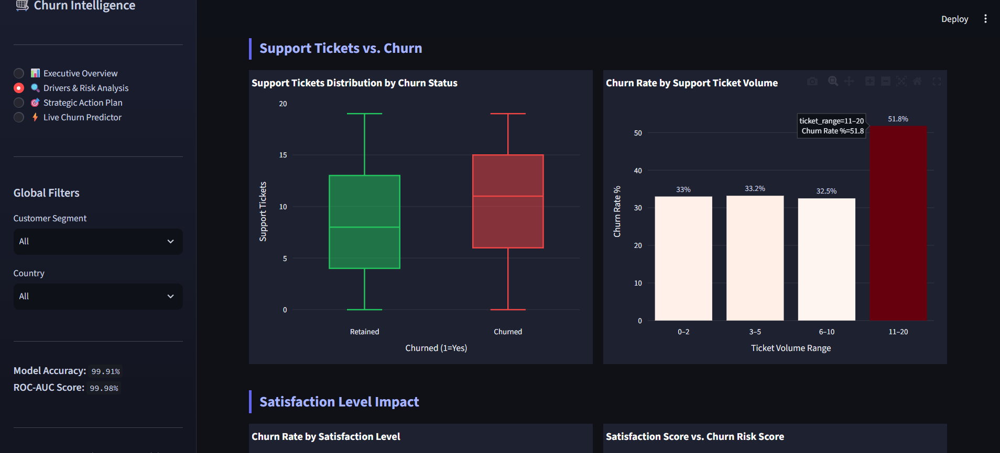 Churn Intelligence
Executive Overview
Drivers & Risk Analysis
Strategic Action Plan
Live Churn Predictor
Global Filters
Customer Segment
All
Country
All
Model Accuracy: 99.91%
ROC-AUC Score: 99.98%
Deploy
Support Tickets vs. Churn
Support Tickets Distribution by Churn Status
20
15
10
5
0
Support Tickets
Retained
Churned
Churned (1=Yes)
Churn Rate by Support Ticket Volume
ticket_range=11–20
Churn Rate %=51.8
51.8%
33%
33.2%
32.5%
50
40
30
20
10
0
Churn Rate %
0–2
3–5
6–10
11–20
Ticket Volume Range
Satisfaction Level Impact
Churn Rate by Satisfaction Level
Satisfaction Score vs. Churn Risk Score